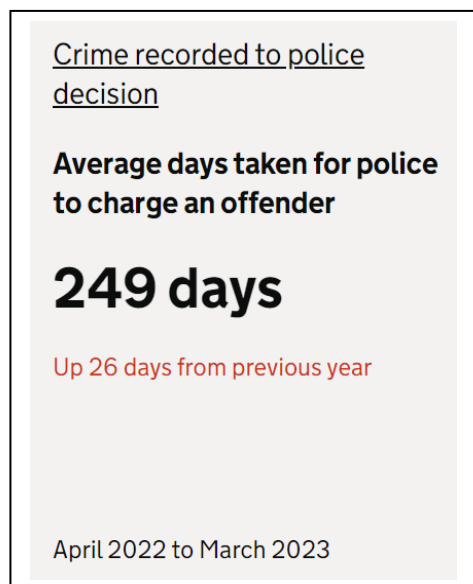 Crime recorded to police
decision
Average days taken for police
to charge an offender
249 days
Up 26 days from previous year
April 2022 to March 2023